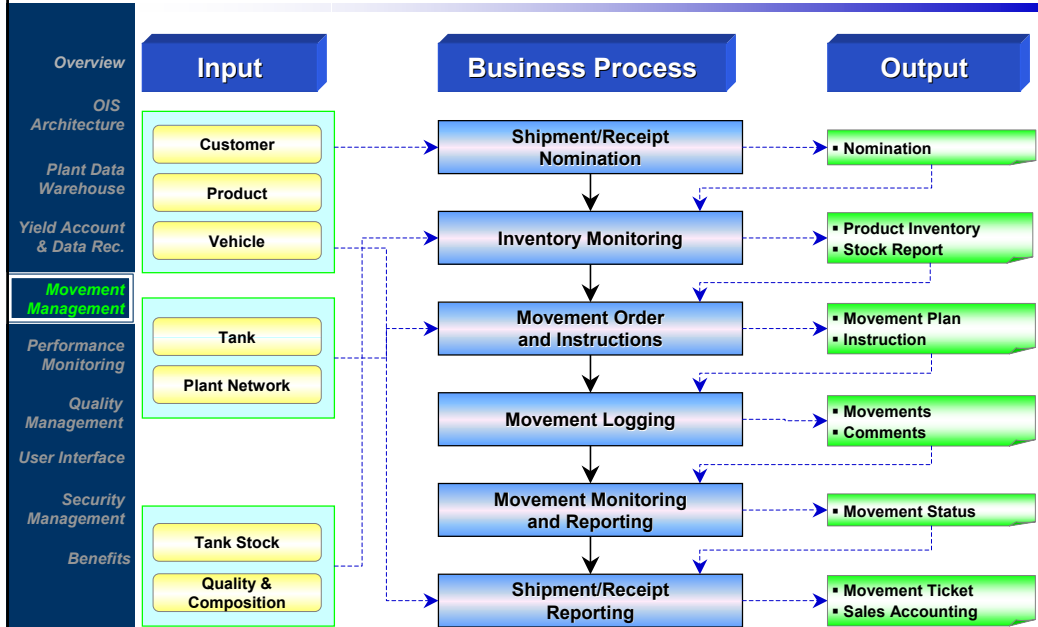 Overview
OIS
Architecture
Plant Data
Warehouse
Yield Account
& Data Rec.
Movement
Management
Performance
Monitoring
Quality
Management
User Interface
Security
Management
Benefits
Input
Customer
Product
Vehicle
Tank
Plant Network
Tank Stock
Quality &
Composition
Business Process
Shipment/Receipt
Nomination
Inventory Monitoring
Movement Order
and Instructions
Movement Logging
Movement Monitoring
and Reporting
Shipment/Receipt
Reporting
Output
▪ Nomination
▪ Product Inventory
▪ Stock Report
▪ Movement Plan
▪ Instruction
▪ Movements
▪ Comments
▪ Movement Status
▪ Movement Ticket
▪ Sales Accounting